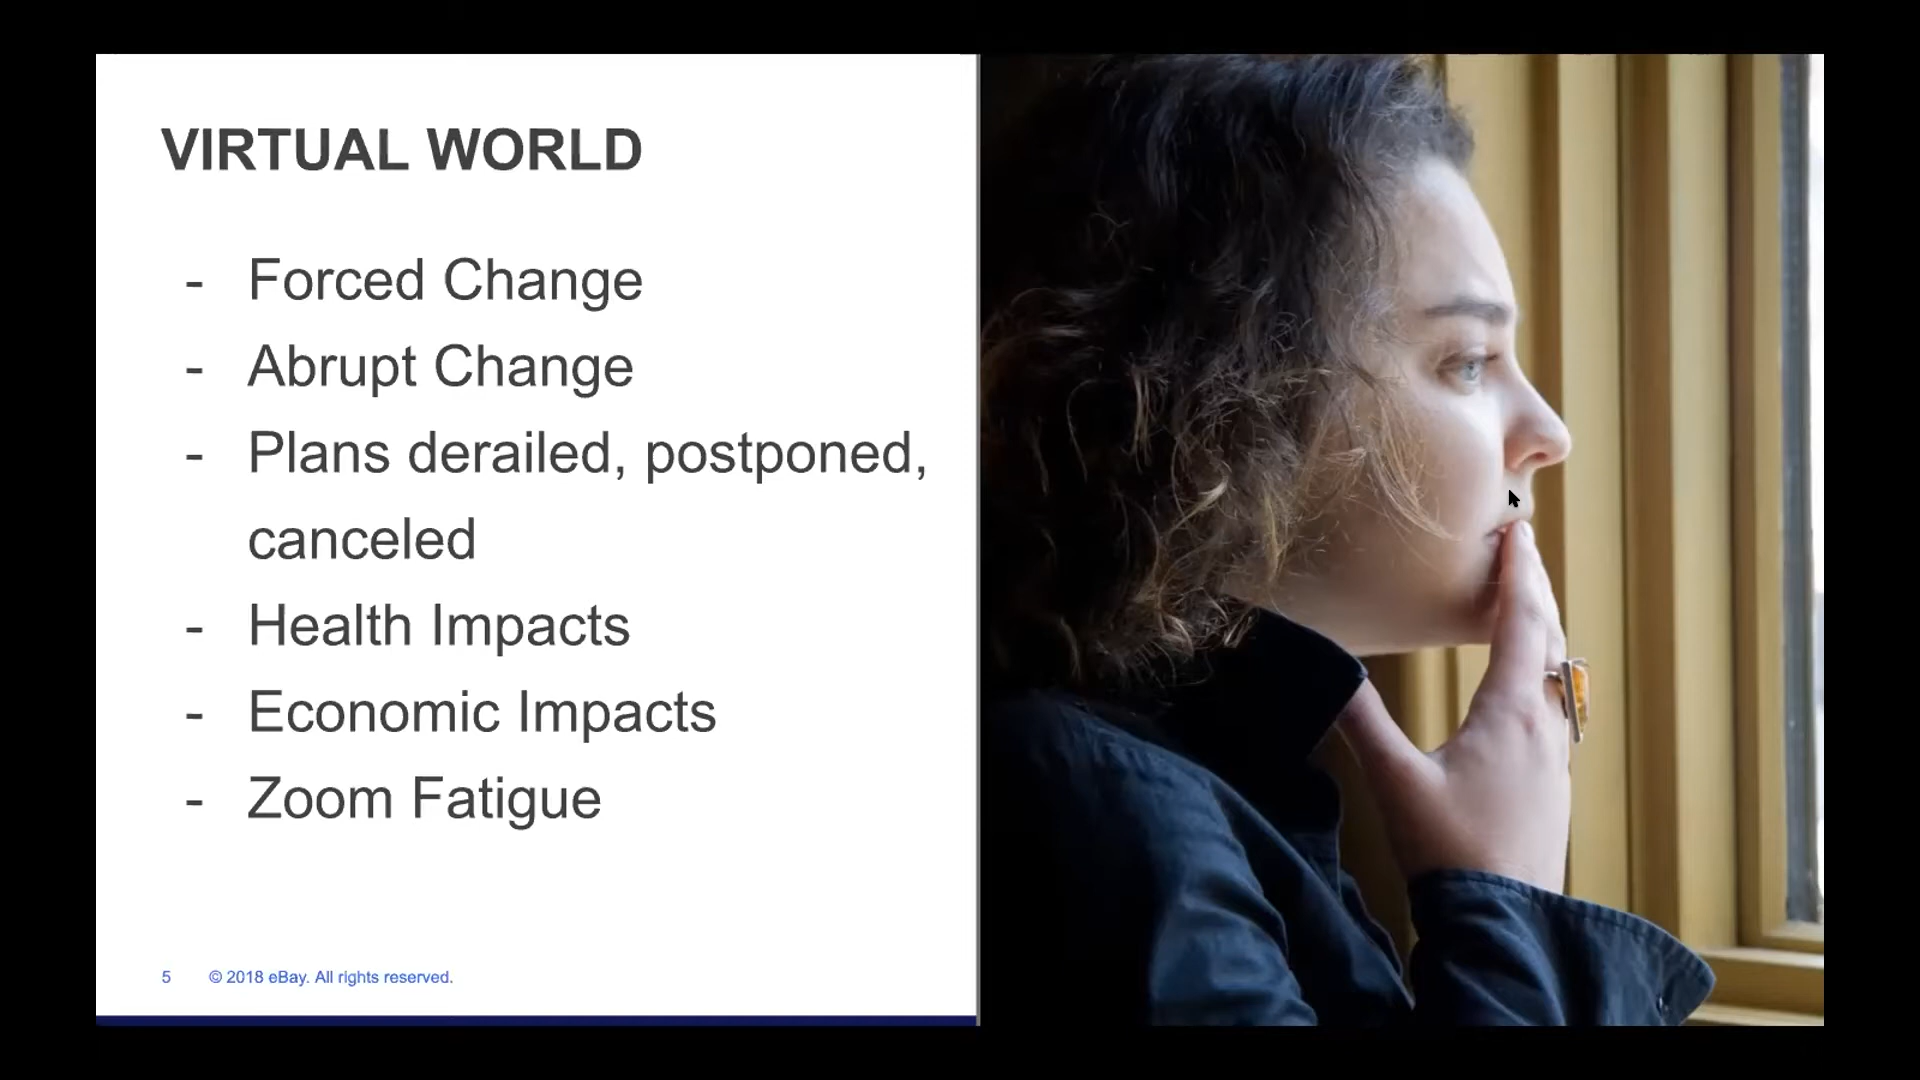 VIRTUAL WORLD
- Forced Change
- Abrupt Change
- Plans derailed, postponed,
canceled
- Health Impacts
- Economic Impacts
- Zoom Fatigue
5 © 2018 eBay. All rights reserved.